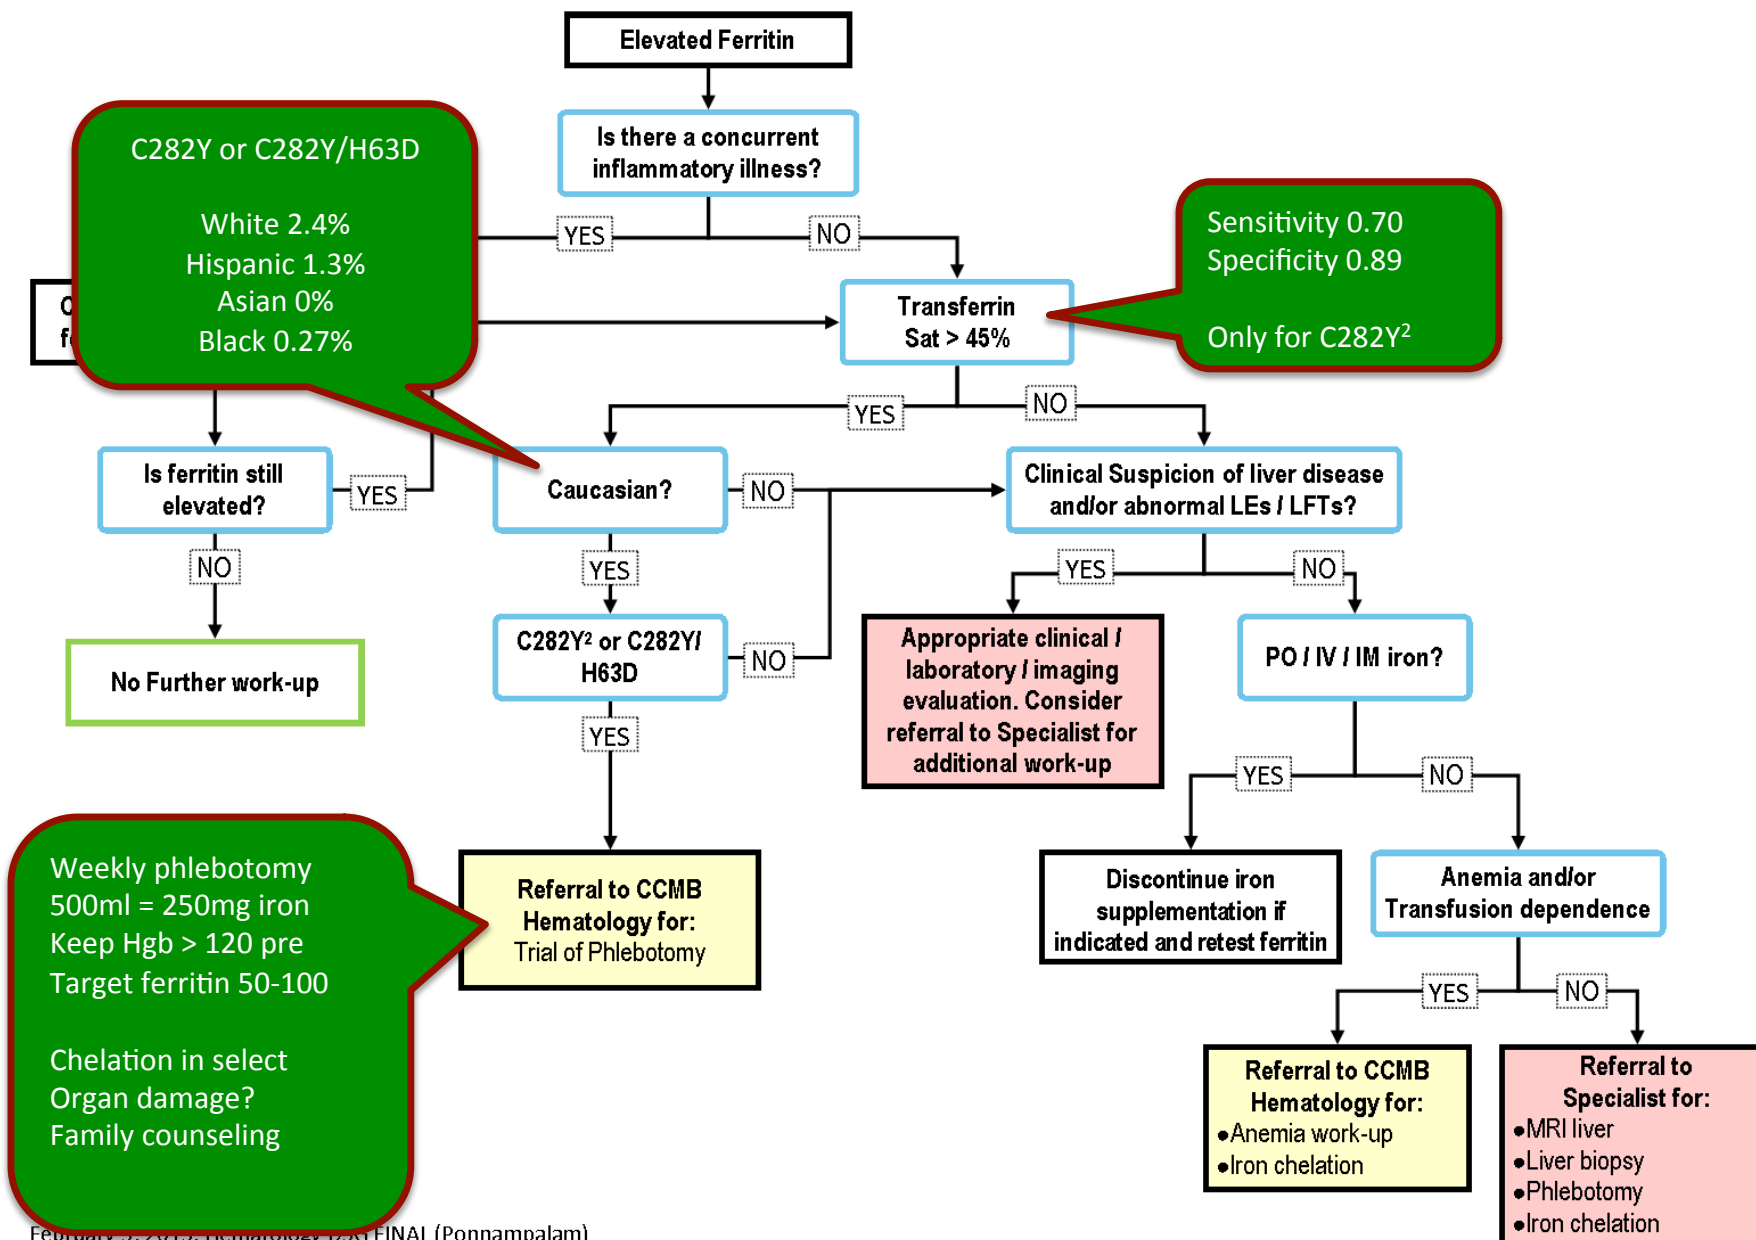 Elevated Ferritin
Is there a concurrent
inflammatory illness?
C282Y or C282Y/H63D
White 2.4%
Hispanic 1.3%
Asian 0%
Black 0.27%
YES
NO
Sensitivity 0.70
Specificity 0.89
Only for C282Y²
Transferrin
Sat > 45%
YES
NO
Is ferritin still
elevated?
YES
NO
No Further work-up
Caucasian?
NO
YES
C282Y² or C282Y/
H63D
NO
YES
Clinical Suspicion of liver disease
and/or abnormal LEs / LFTs?
YES
NO
Appropriate clinical /
laboratory / imaging
evaluation. Consider
referral to Specialist for
additional work-up
PO / IV / IM iron?
YES
NO
Weekly phlebotomy
500ml = 250mg iron
Keep Hgb > 120 pre
Target ferritin 50-100
Chelation in select
Organ damage?
Family counseling
Referral to CCMB
Hematology for:
Trial of Phlebotomy
Discontinue iron
supplementation if
indicated and retest ferritin
Anemia and/or
Transfusion dependence
YES
NO
Referral to CCMB
Hematology for:
●Anemia work-up
●Iron chelation
Referral to
Specialist for:
●MRI liver
●Liver biopsy
●Phlebotomy
●Iron chelation
FINAL (Ponnampalam)